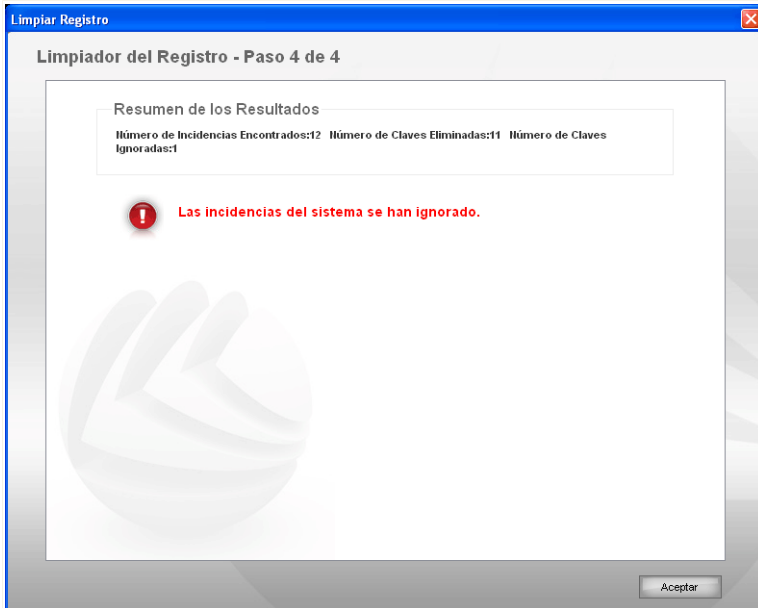 Limpiar Registro
Limpiador del Registro - Paso 4 de 4
Resumen de los Resultados
Número de Incidencias Encontrados:12 Número de Claves Eliminadas:11 Número de Claves
Ignoradas:1
Las incidencias del sistema se han ignorado.
Aceptar